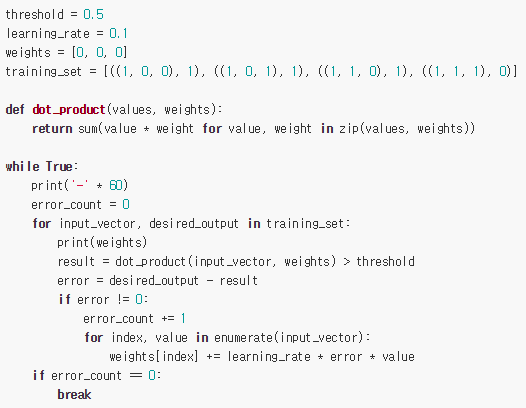 threshold = 0.5
learning_rate = 0.1
weights = [0, 0, 0]
training_set = [((1, 0, 0), 1), ((1, 0, 1), 1), ((1, 1, 0), 1), ((1, 1, 1), 0)]

def dot_product(values, weights):
    return sum(value * weight for value, weight in zip(values, weights))

while True:
    print('-' * 60)
    error_count = 0
    for input_vector, desired_output in training_set:
        print(weights)
        result = dot_product(input_vector, weights) > threshold
        error = desired_output - result
        if error != 0:
            error_count += 1
            for index, value in enumerate(input_vector):
                weights[index] += learning_rate * error * value
    if error_count == 0:
        break